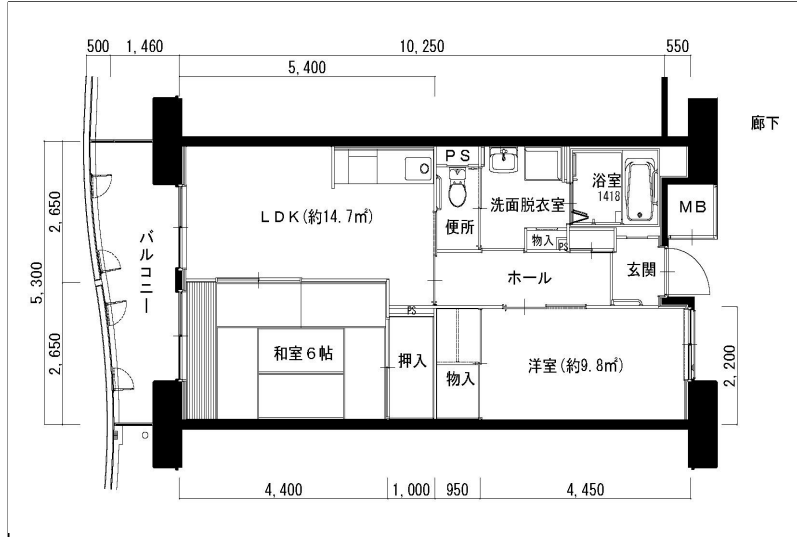 500
1,460
10,250
550
5,400
廊下
PS
浴室
1418
LDK(約14.7㎡)
洗面脱衣室
MB
便所
物入
PS
2,650
バルコニー
ホール
玄関
5,300
PS
2,650
和室6帖
押入
物入
洋室(約9.8㎡)
2,200
4,400
1,000
950
4,450